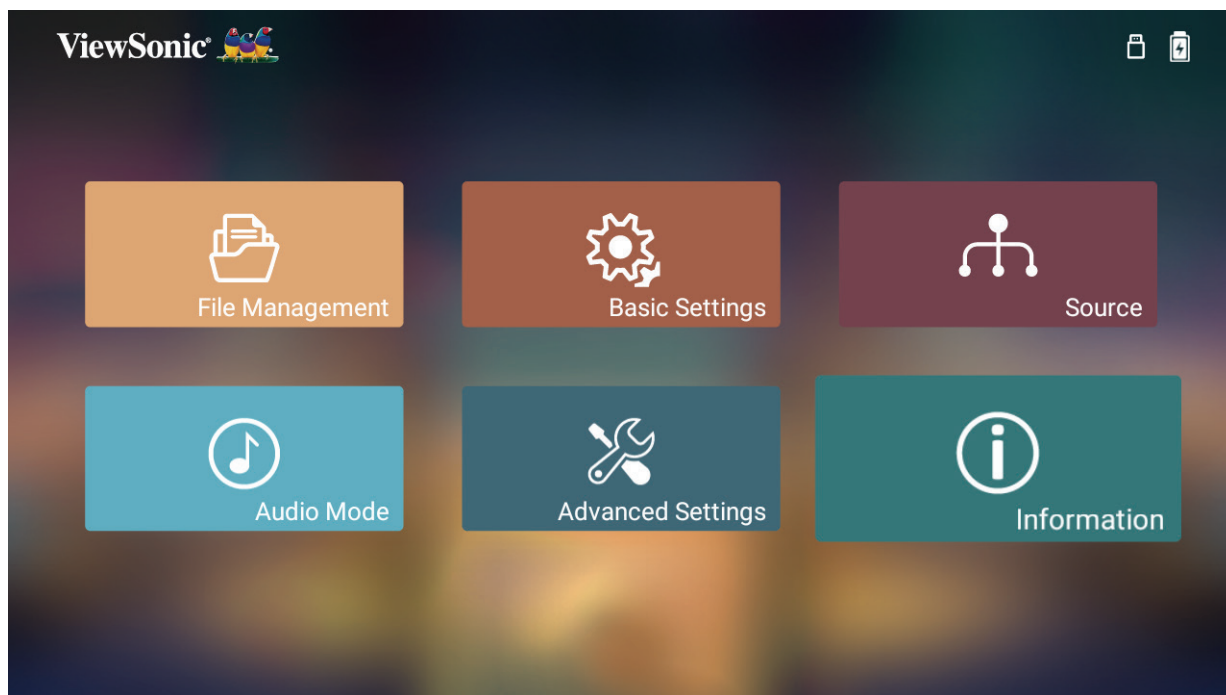 ViewSonic®
File Management
Basic Settings
Source
Audio Mode
Advanced Settings
Information